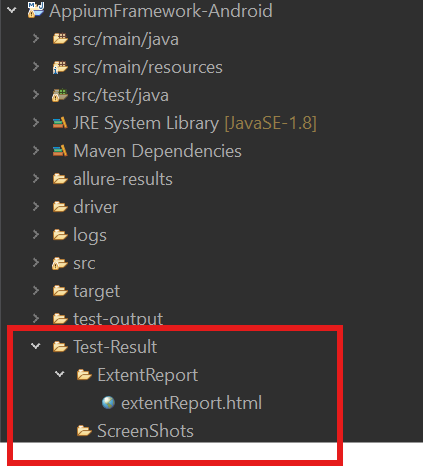 AppiumFramework-Android
src/main/java
src/main/resources
src/test/java
JRE System Library [JavaSE-1.8]
Maven Dependencies
allure-results
driver
logs
src
target
test-output
Test-Result
ExtentReport
extentReport.html
ScreenShots